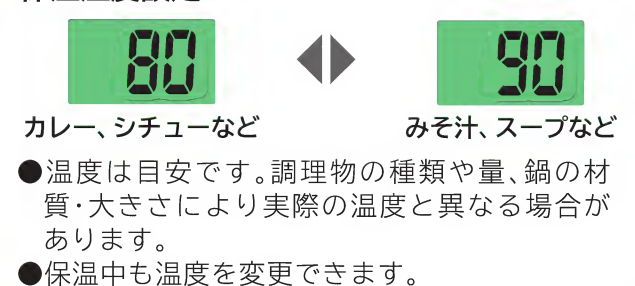 80 90
カレー、シチューなど みそ汁、スープなど
●温度は目安です。調理物の種類や量、鍋の材
質・大きさにより実際の温度と異なる場合が
あります。
●保温中も温度を変更できます。